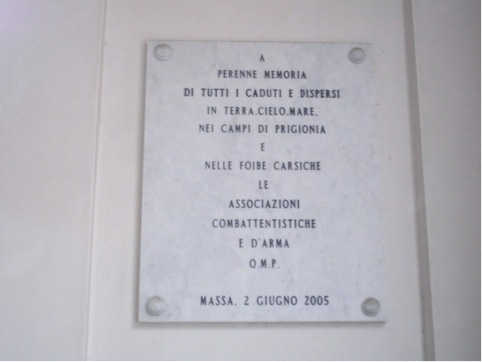 A
PERENNE MEMORIA
DI TUTTI I CADUTI E DISPERSI
IN TERRA.CIELO.MARE.
NEI CAMPI DI PRIGIONIA
E
NELLE FOIBE CARSICHE
LE
ASSOCIAZIONI
COMBATTENTISTICHE
E D'ARMA
O.M.P.
MASSA, 2 GIUGNO 2005